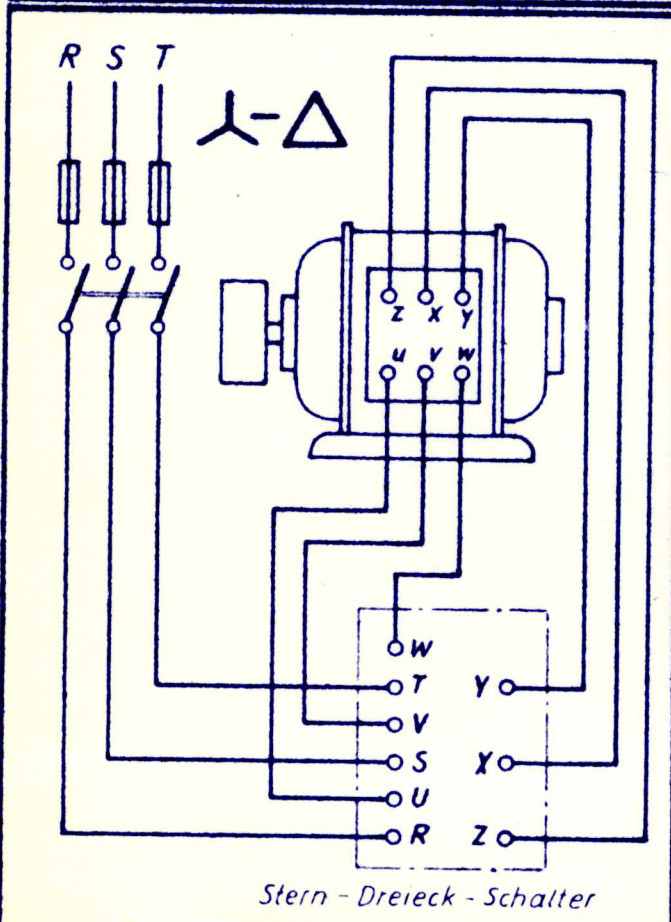 R S T
z x y
u v w
W
T Y
V
S X
U
R Z
Stern - Dreieck - Schalter